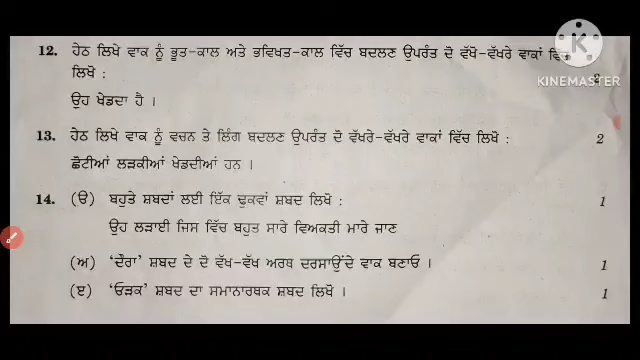 12. ਹੇਠ ਲਿਖੇ ਵਾਕ ਨੂੰ ਭੂਤ-ਕਾਲ ਅਤੇ ਭਵਿਖਤ-ਕਾਲ ਵਿੱਚ ਬਦਲਣ ਉਪਰੰਤ ਦੋ ਵੱਖੋ-ਵੱਖਰੇ ਵਾਕਾਂ ਵਿੱਚ
ਲਿਖੋ : 2
KINEMASTER
ਉਹ ਖੇਡਦਾ ਹੈ ।
13. ਹੇਠ ਲਿਖੇ ਵਾਕ ਨੂੰ ਵਚਨ ਤੇ ਲਿੰਗ ਬਦਲਣ ਉਪਰੰਤ ਦੋ ਵੱਖਰੇ-ਵੱਖਰੇ ਵਾਕਾਂ ਵਿੱਚ ਲਿਖੋ : 2
ਛੋਟੀਆਂ ਲੜਕੀਆਂ ਖੇਡਦੀਆਂ ਹਨ ।
14. (ੳ) ਬਹੁਤੇ ਸ਼ਬਦਾਂ ਲਈ ਇੱਕ ਢੁਕਵਾਂ ਸ਼ਬਦ ਲਿਖੋ : 1
ਉਹ ਲੜਾਈ ਜਿਸ ਵਿੱਚ ਬਹੁਤ ਸਾਰੇ ਵਿਅਕਤੀ ਮਾਰੇ ਜਾਣ
(ਅ) 'ਦੌਰਾ' ਸ਼ਬਦ ਦੇ ਦੋ ਵੱਖ-ਵੱਖ ਅਰਥ ਦਰਸਾਉਂਦੇ ਵਾਕ ਬਣਾਓ । 1
(ੲ) 'ਓੜਕ' ਸ਼ਬਦ ਦਾ ਸਮਾਨਾਰਥਕ ਸ਼ਬਦ ਲਿਖੋ । 1